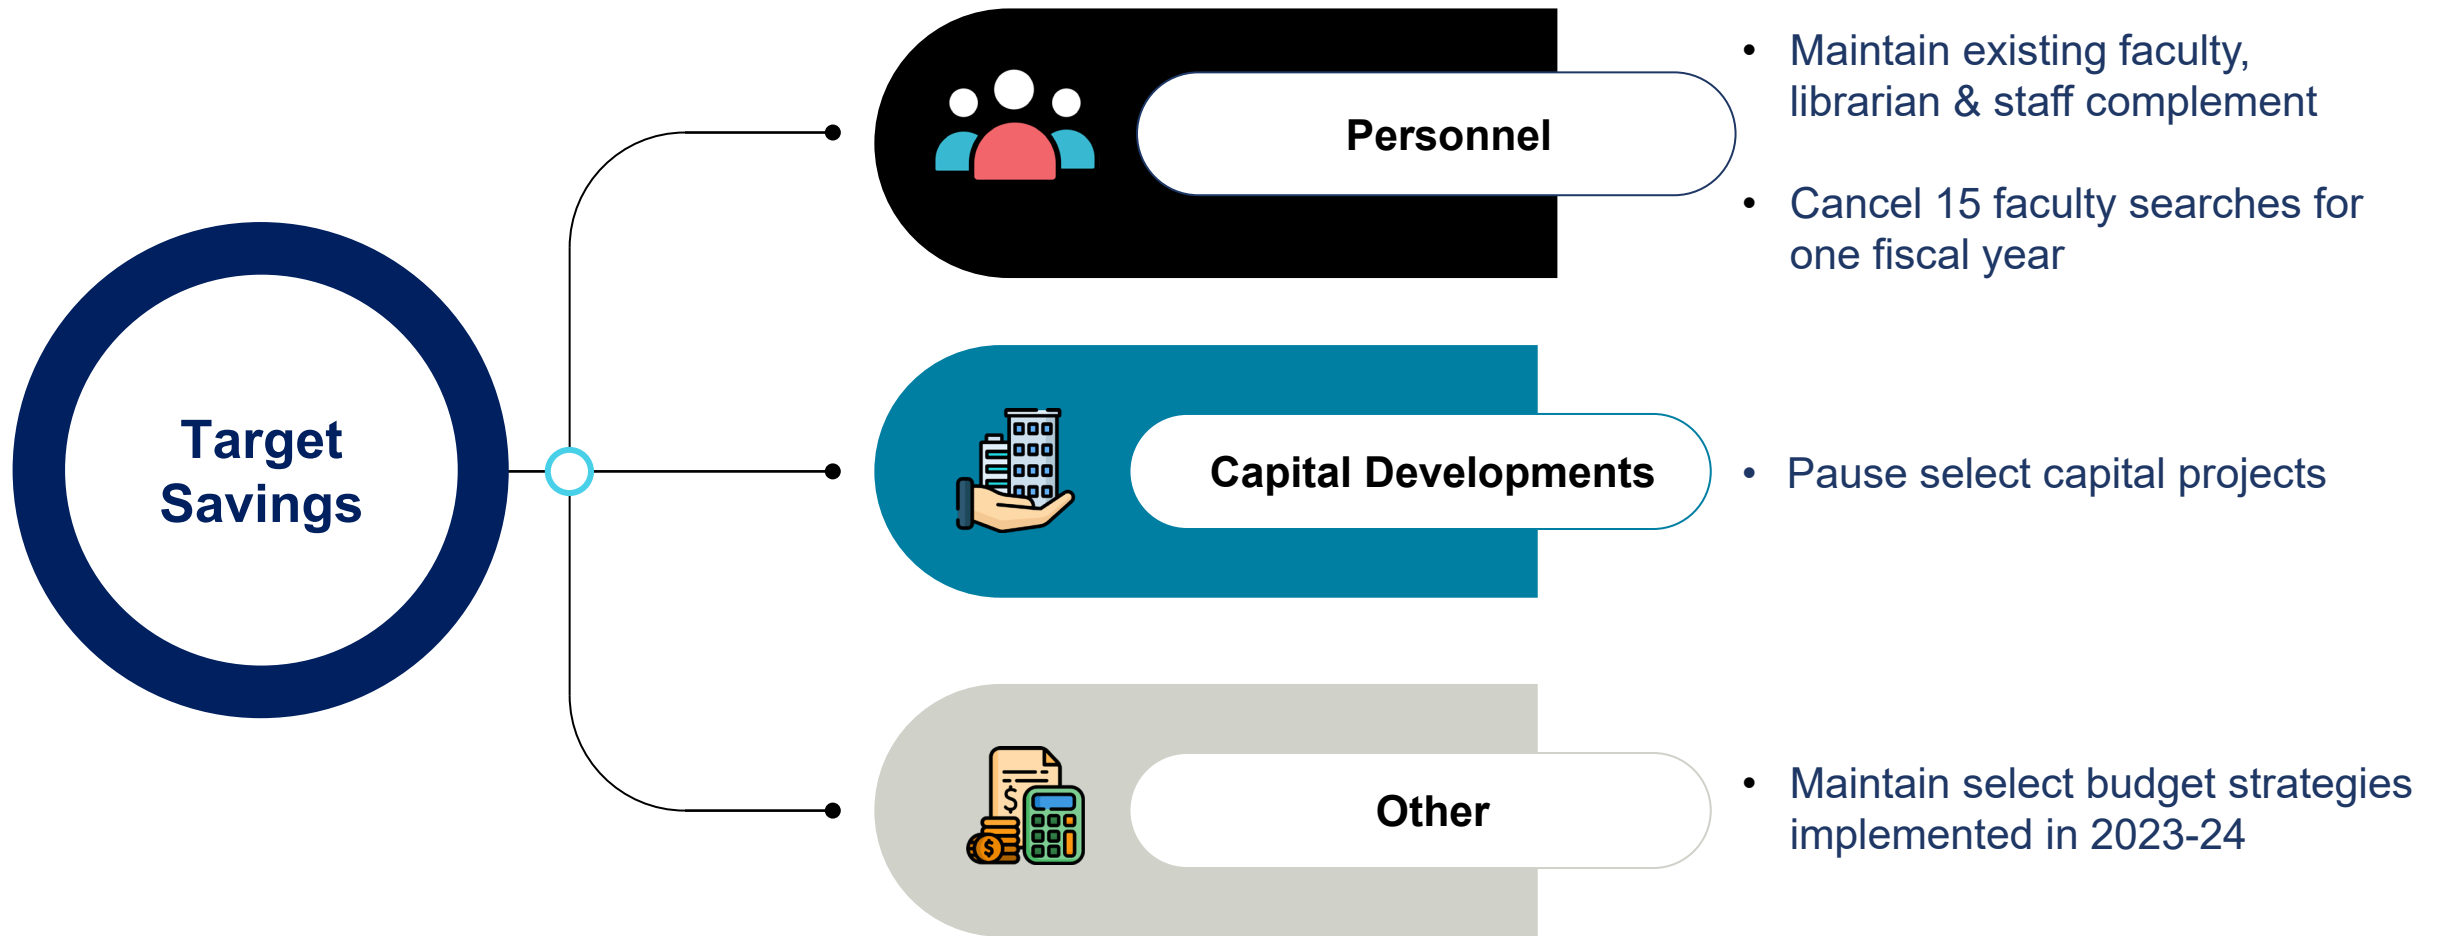 Target
Savings
Personnel
• Maintain existing faculty,
librarian & staff complement
• Cancel 15 faculty searches for
one fiscal year
Capital Developments
• Pause select capital projects
Other
• Maintain select budget strategies
implemented in 2023-24